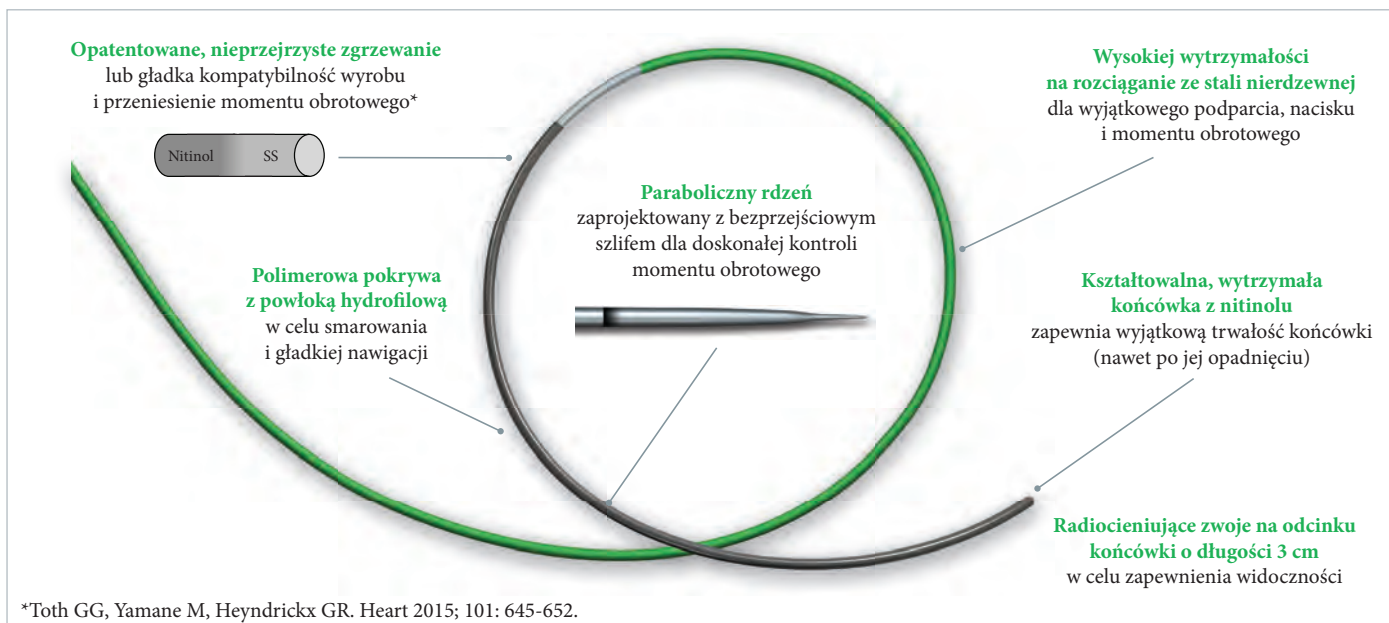 Opatentowane, nieprzejrzyste zgrzewanie
lub gładka kompatybilność wyrobu
i przeniesienie momentu obrotowego*
Nitinol SS
Wysokiej wytrzymałości
na rozciąganie ze stali nierdzewnej
dla wyjątkowego podparcia, nacisku
i momentu obrotowego
Paraboliczny rdzeń
zaprojektowany z bezprzejściowym
szlifem dla doskonałej kontroli
momentu obrotowego
Polimerowa pokrywa
z powłoką hydrofilową
w celu smarowania
i gładkiej nawigacji
Kształtowalna, wytrzymała
końcówka z nitinolu
zapewnia wyjątkową trwałość końcówki
(nawet po jej opadnięciu)
Radiocieniujące zwoje na odcinku
końcówki o długości 3 cm
w celu zapewnienia widoczności
*Toth GG, Yamane M, Heyndrickx GR. Heart 2015; 101: 645-652.